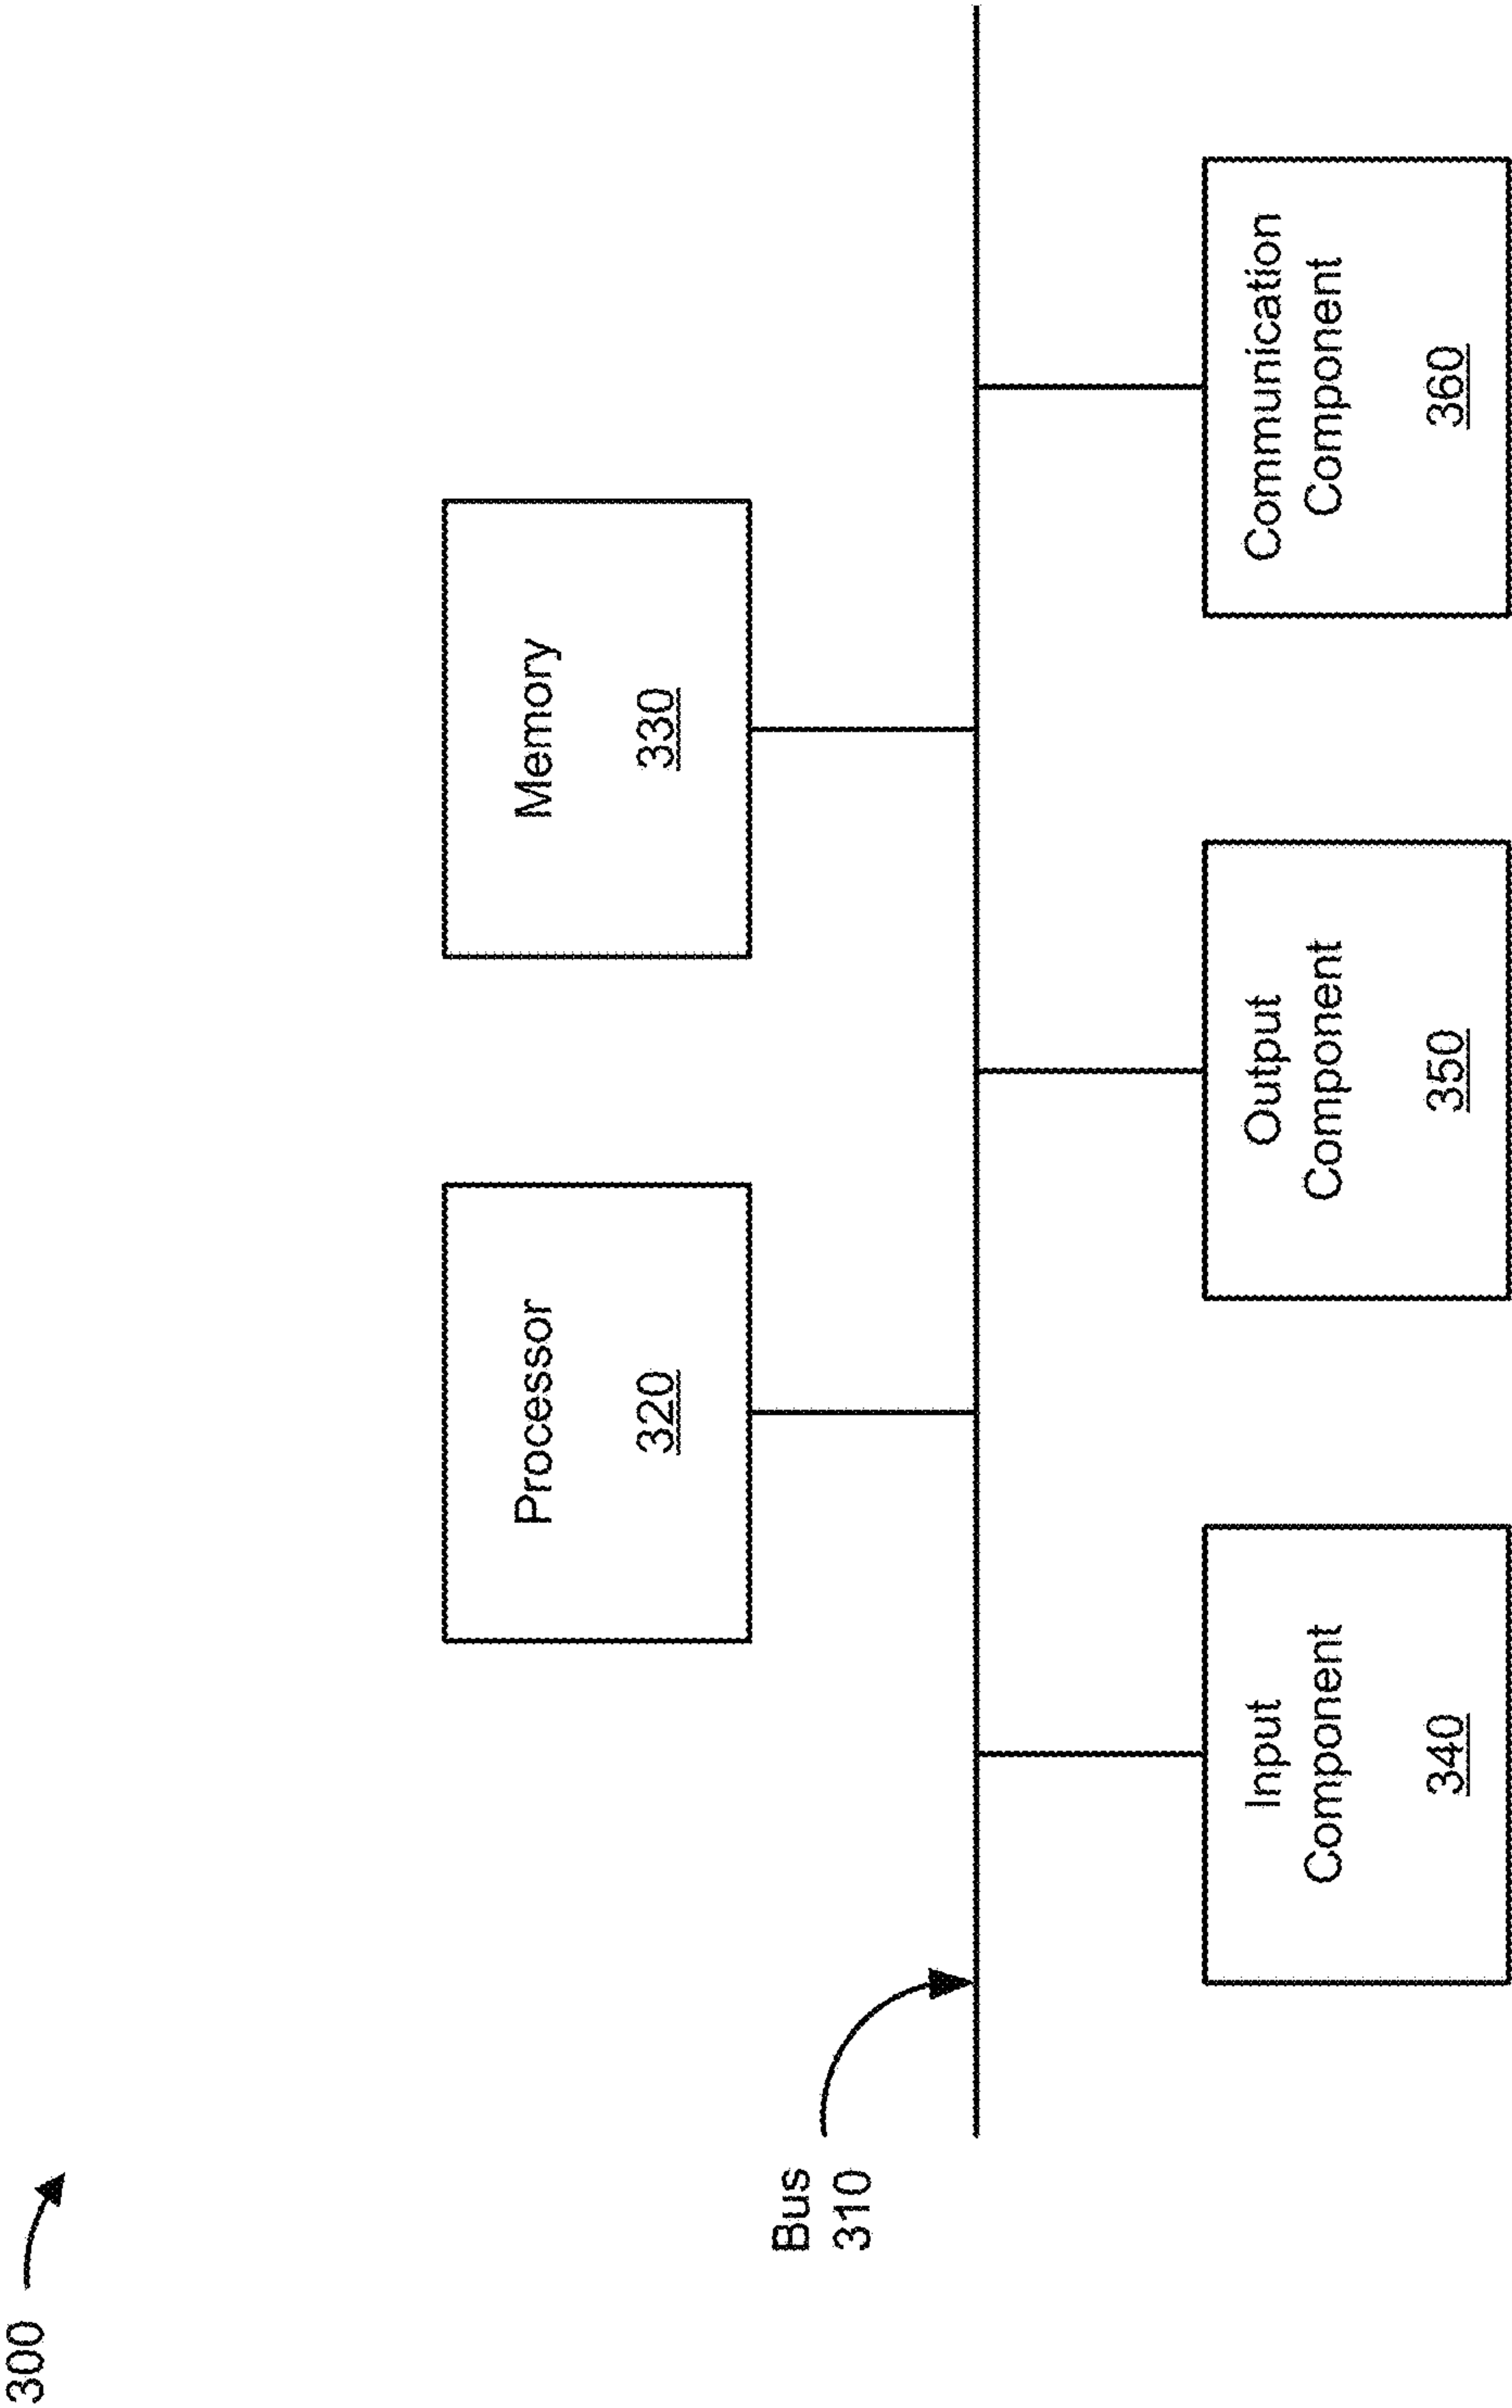 300
Processor
320
Memory
330
Bus
310
Input
Component
340
Output
Component
350
Communication
Component
360